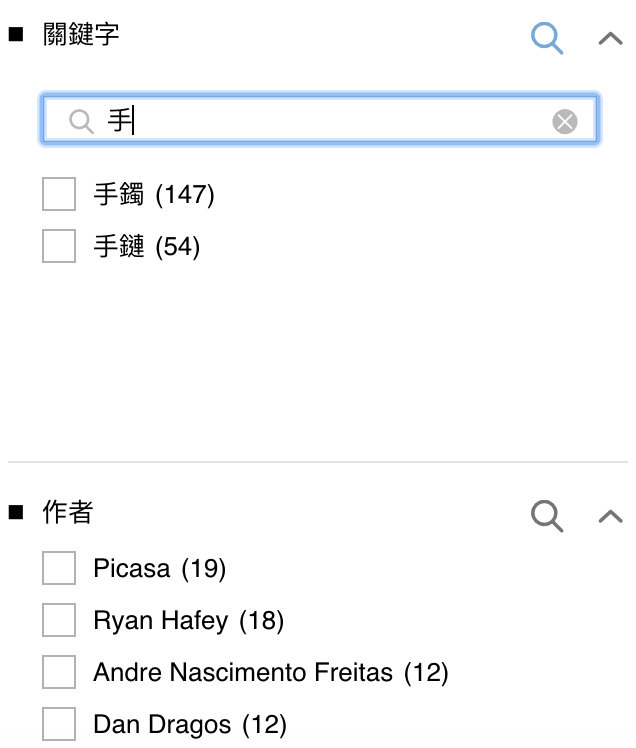 關鍵字
手
手鐲 (147)
手鏈 (54)
作者
Picasa (19)
Ryan Hafey (18)
Andre Nascimento Freitas (12)
Dan Dragos (12)